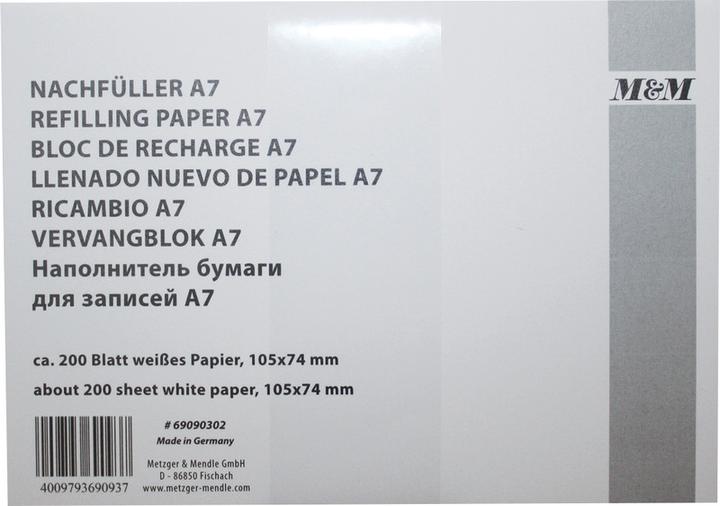 NACHFÜLLER A7
REFILLING PAPER A7
BLOC DE RECHARGE A7
LLENADO NUEVO DE PAPEL A7
RICAMBIO A7
VERVANGBLOK A7
Наполнитель бумаги
для записей А7
M&M
ca. 200 Blatt weißes Papier, 105x74 mm
about 200 sheet white paper, 105x74 mm
# 69090302
Made in Germany
Metzger & Mendle GmbH
D - 86850 Fischach
www.metzger-mendle.com
4009793690937